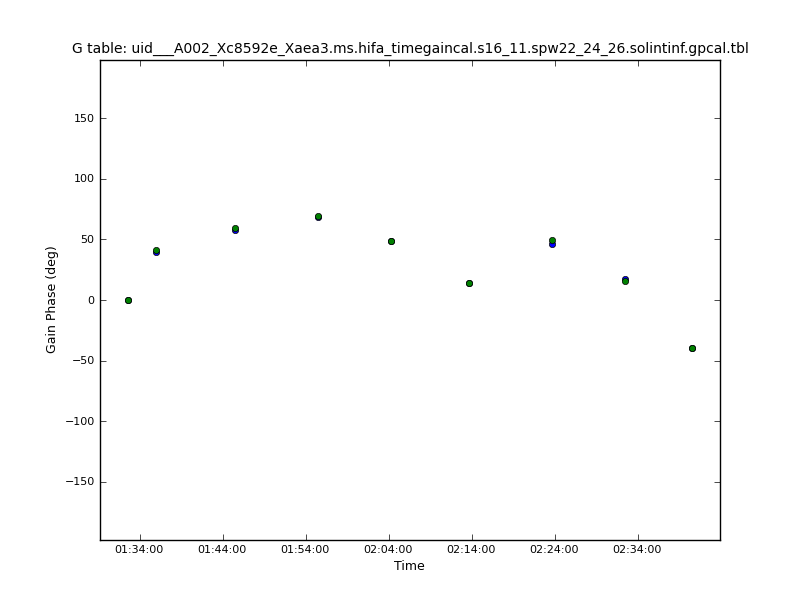 G table: uid___A002_Xc8592e_Xaea3.ms.hifa_timegaincal.s16_11.spw22_24_26.solintinf.gpcal.tbl
150
100
50
0
−50
−100
−150
Gain Phase (deg)
01:34:00 01:44:00 01:54:00 02:04:00 02:14:00 02:24:00 02:34:00
Time